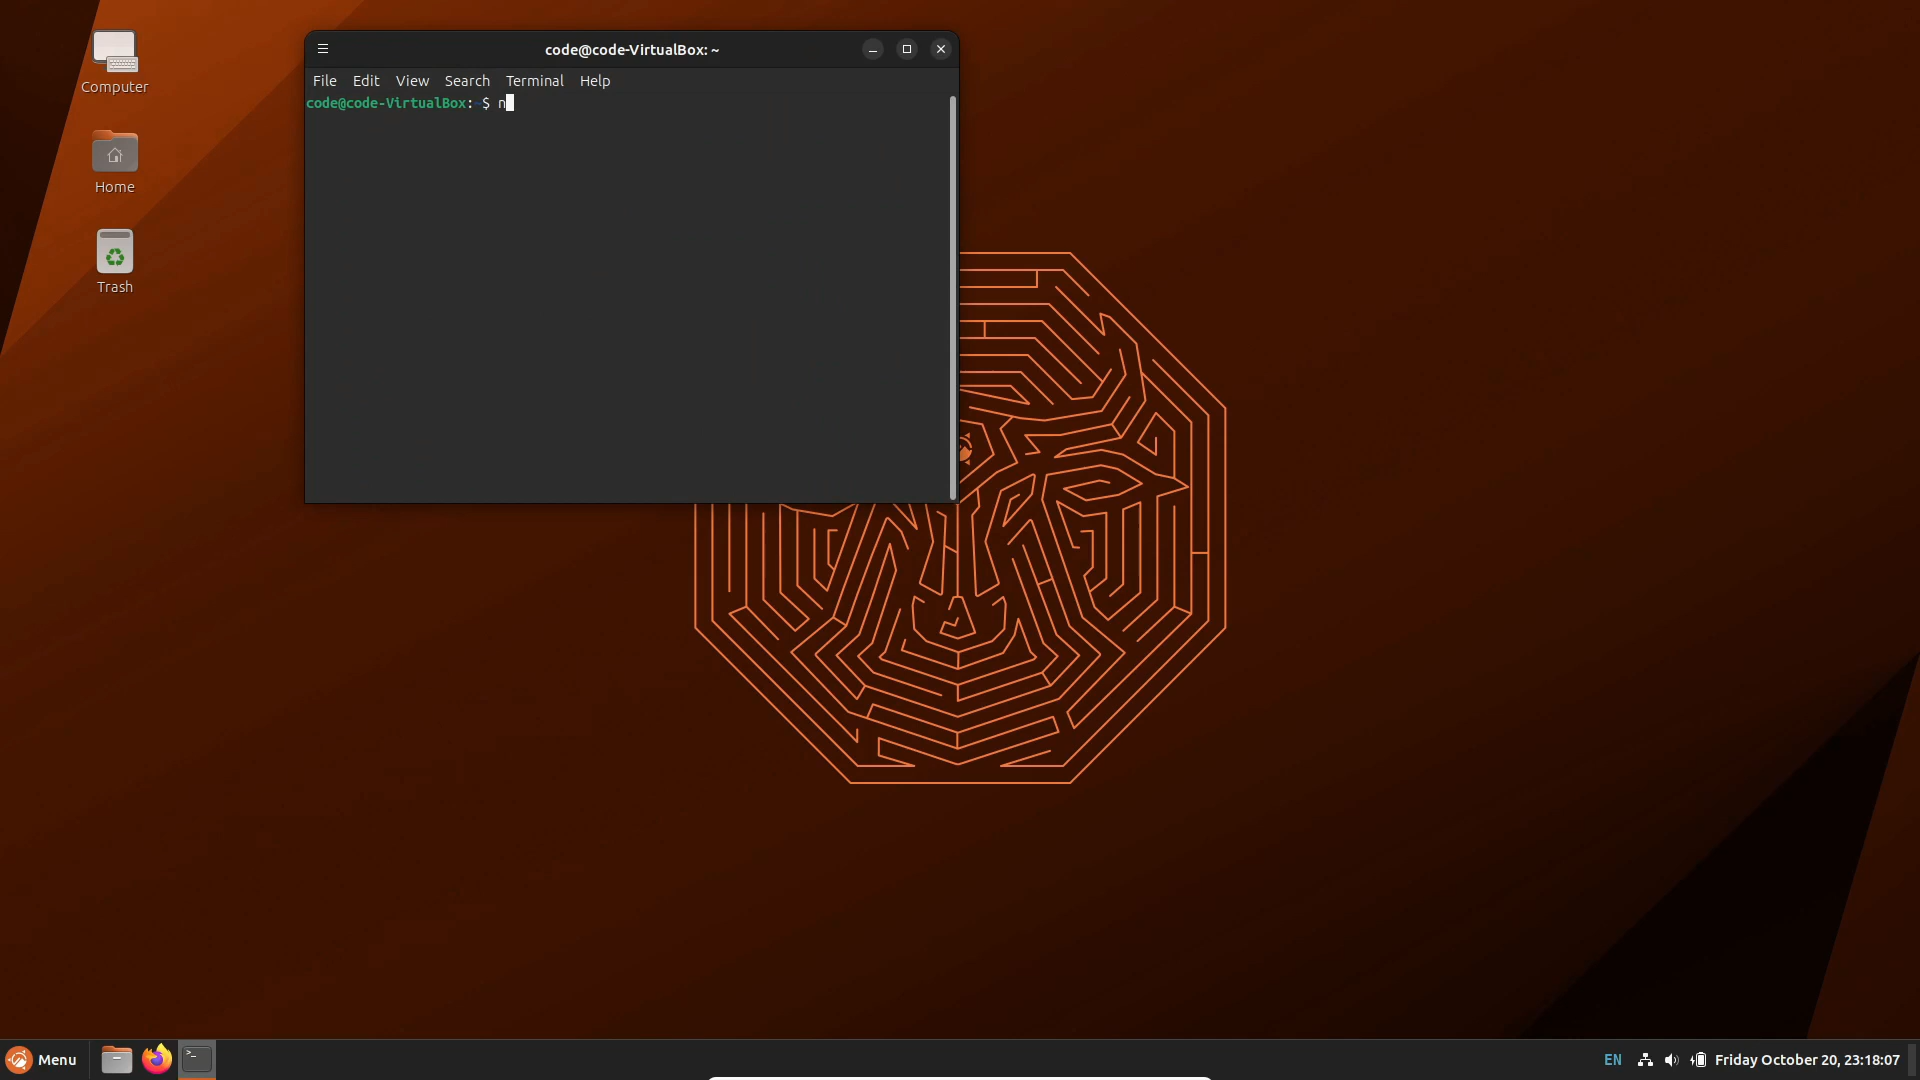 Computer
Home
Trash
code@code-VirtualBox: ~
File Edit View Search Terminal Help
code@code-VirtualBox:~$ n
Menu
EN
Friday October 20, 23:18:07